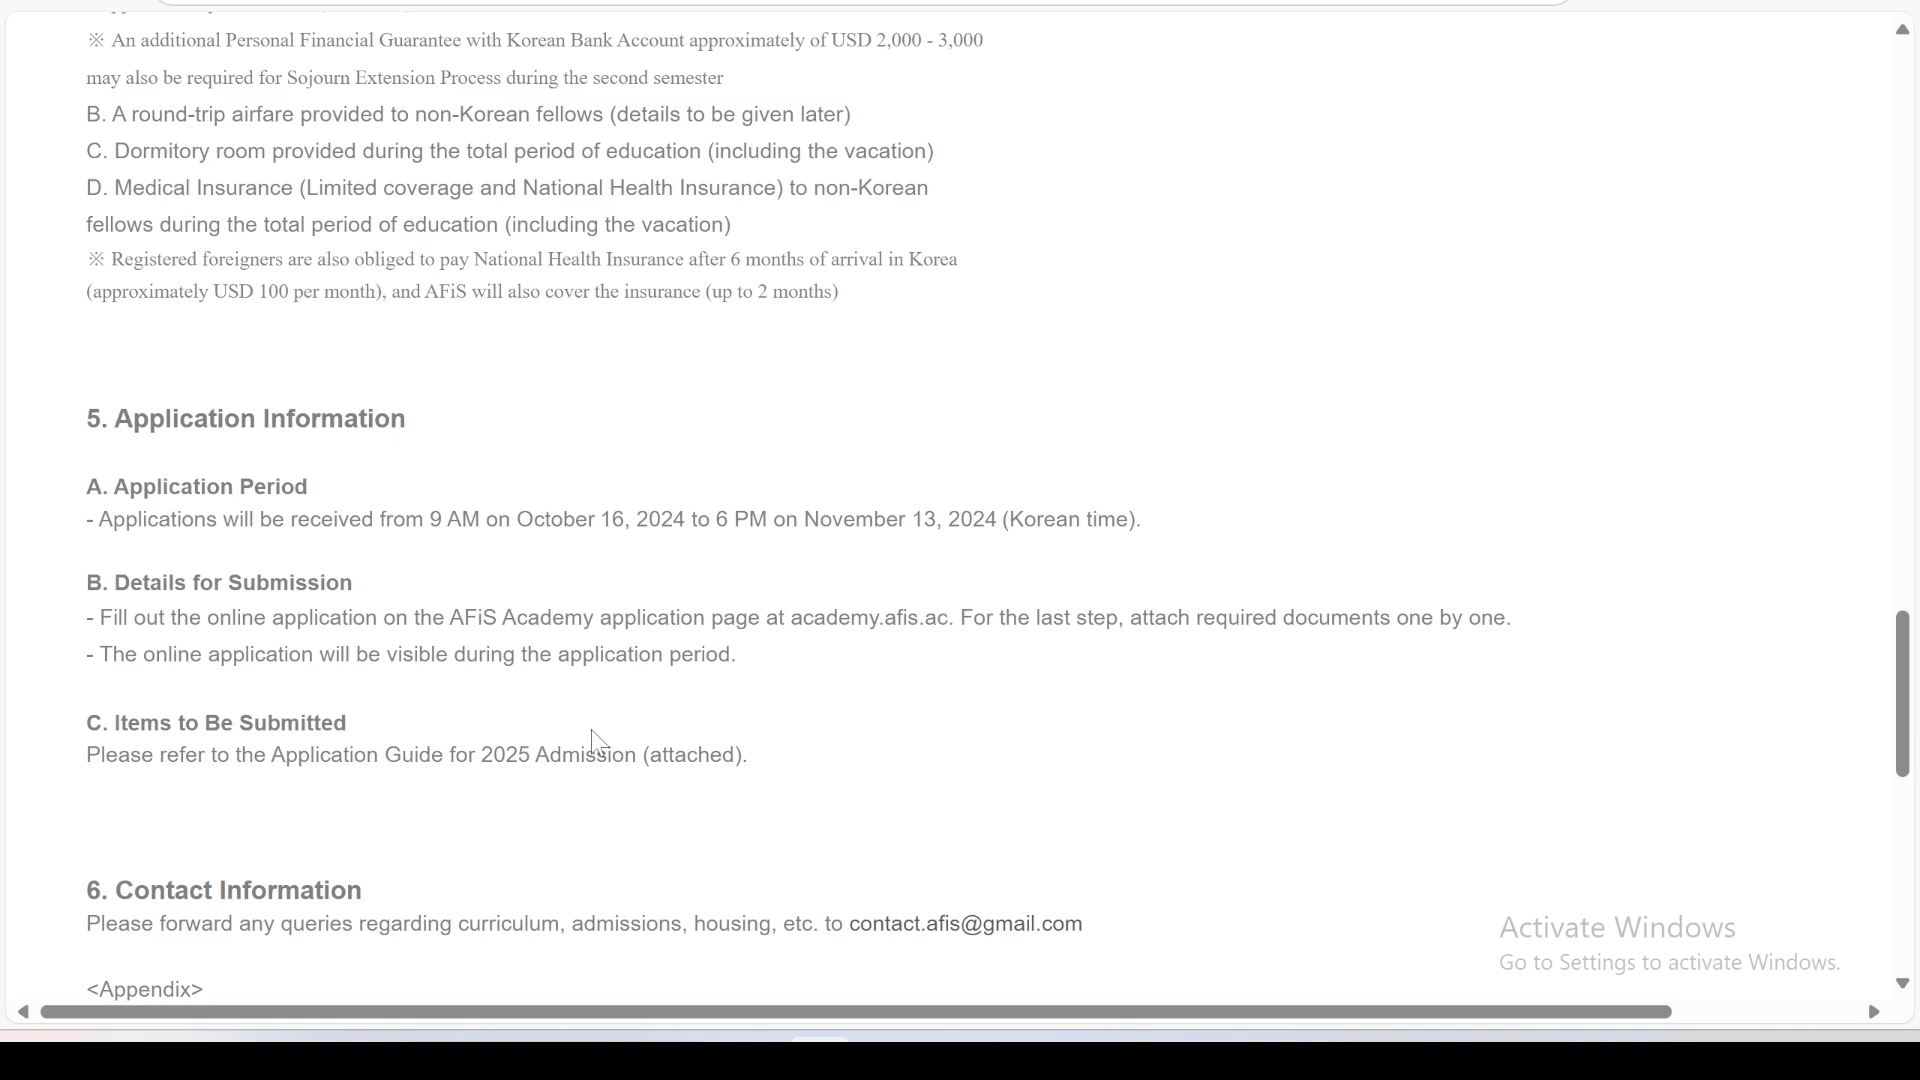 ※ An additional Personal Financial Guarantee with Korean Bank Account approximately of USD 2,000 - 3,000
may also be required for Sojourn Extension Process during the second semester
B. A round-trip airfare provided to non-Korean fellows (details to be given later)
C. Dormitory room provided during the total period of education (including the vacation)
D. Medical Insurance (Limited coverage and National Health Insurance) to non-Korean
fellows during the total period of education (including the vacation)
※ Registered foreigners are also obliged to pay National Health Insurance after 6 months of arrival in Korea
(approximately USD 100 per month), and AFiS will also cover the insurance (up to 2 months)
5. Application Information
A. Application Period
- Applications will be received from 9 AM on October 16, 2024 to 6 PM on November 13, 2024 (Korean time).
B. Details for Submission
- Fill out the online application on the AFiS Academy application page at academy.afis.ac. For the last step, attach required documents one by one.
- The online application will be visible during the application period.
C. Items to Be Submitted
Please refer to the Application Guide for 2025 Admission (attached).
6. Contact Information
Please forward any queries regarding curriculum, admissions, housing, etc. to contact.afis@gmail.com
<Appendix>
Activate Windows
Go to Settings to activate Windows.